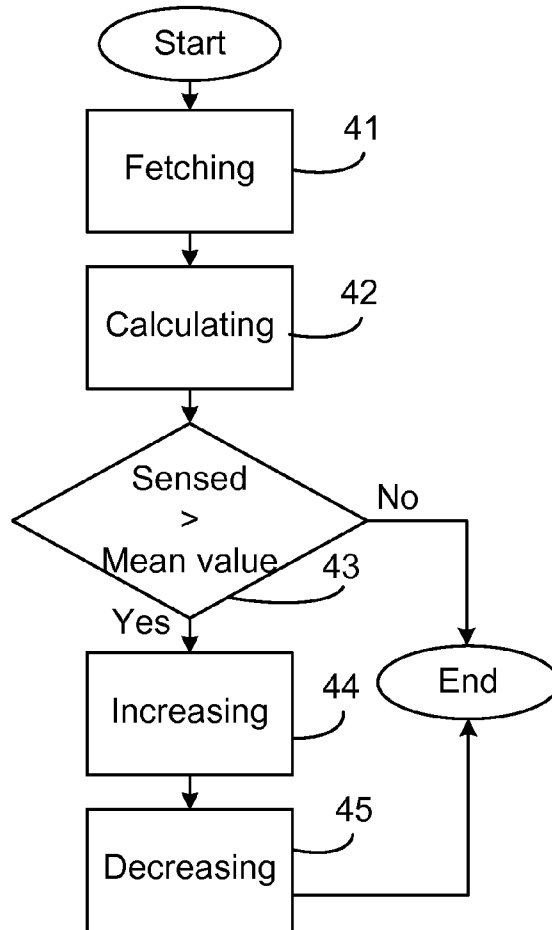 Start
41
Fetching
42
Calculating
Sensed
>
Mean value
No
43
Yes
44
Increasing
End
45
Decreasing